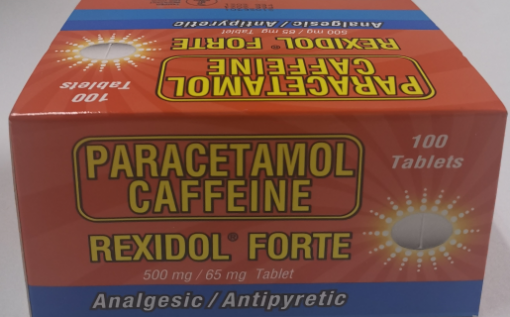 Analgesic / Antipyretic
500 mg / 65 mg Tablet
REXIDOL® FORTE
PARACETAMOL
CAFFEINE
100
Tablets
PARACETAMOL
CAFFEINE
100
Tablets
REXIDOL® FORTE
500 mg / 65 mg Tablet
Analgesic / Antipyretic